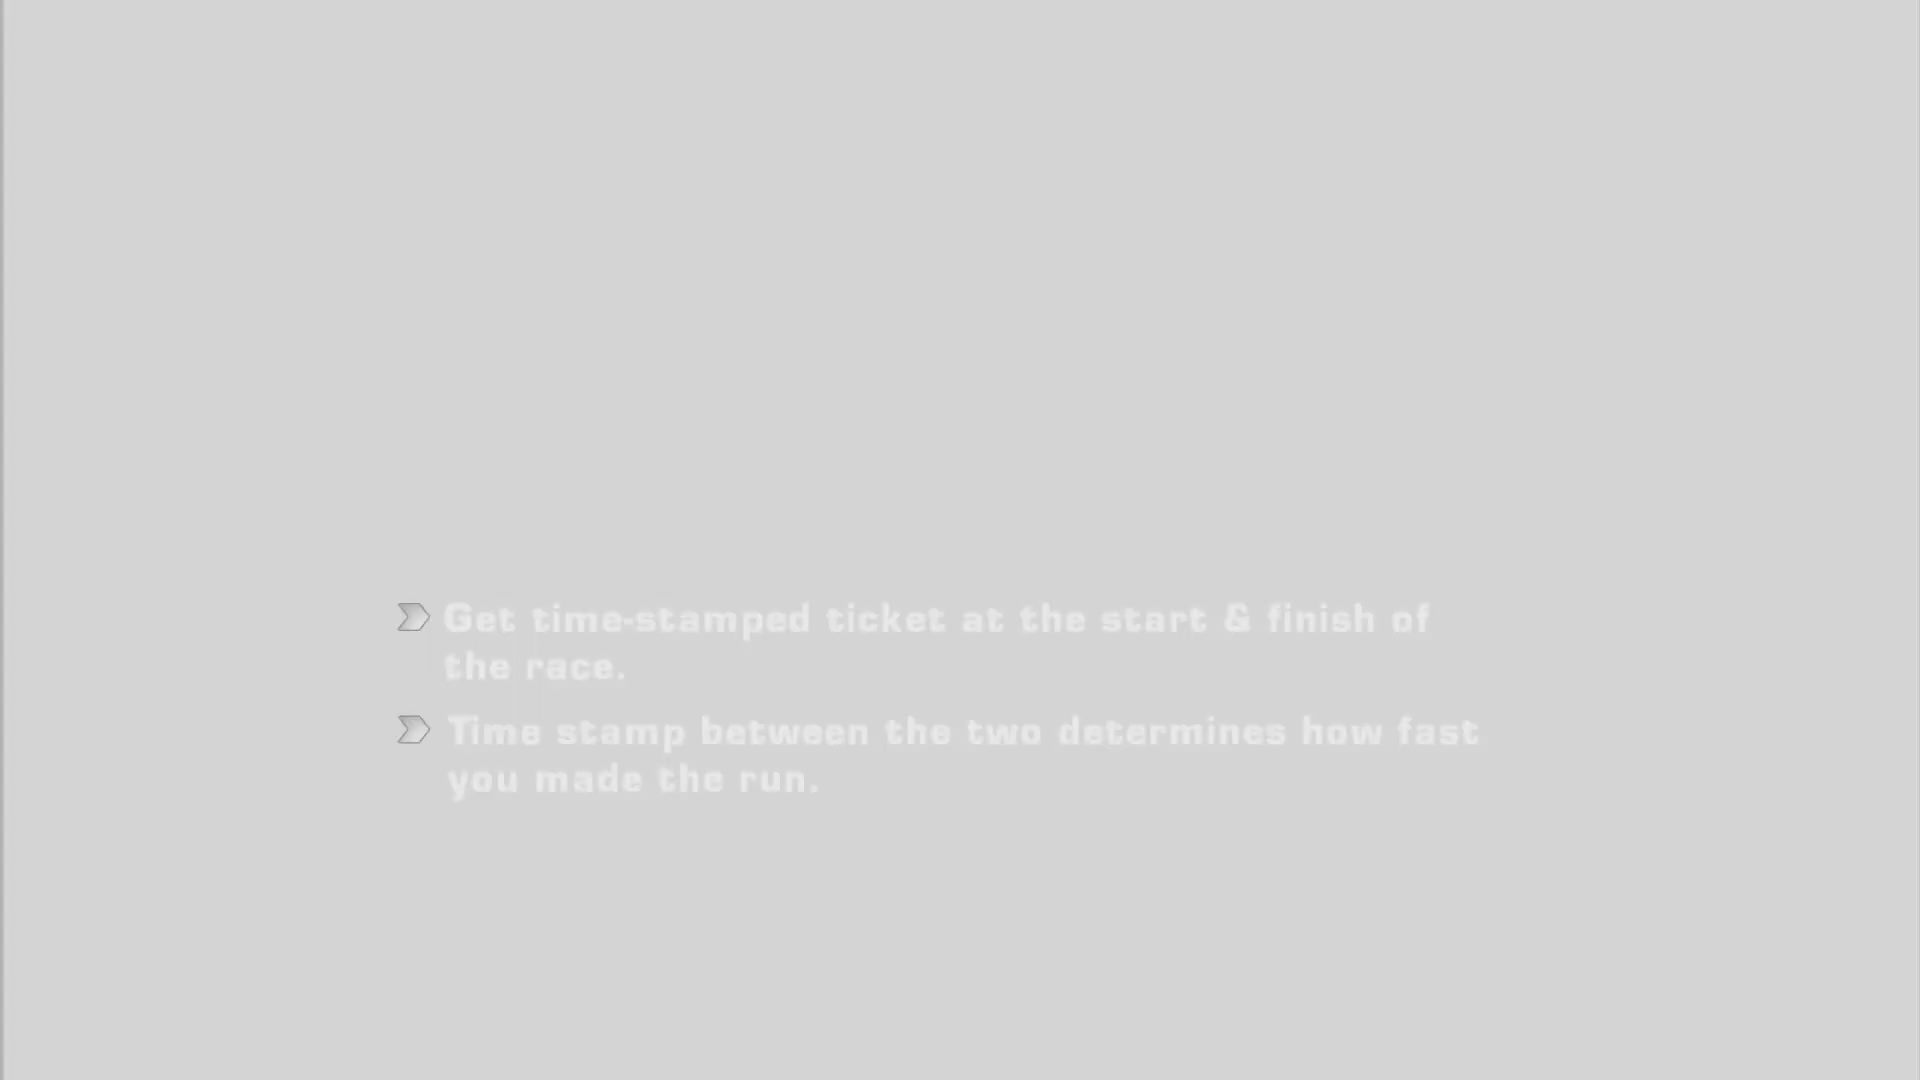 Get time-stamped ticket at the start & finish of
the race.
Time stamp between the two determines how fast
you made the run.